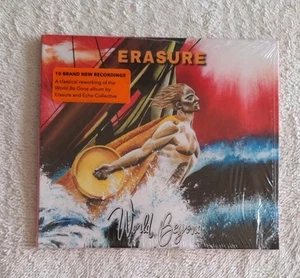 ERASURE
10 BRAND NEW RECORDINGS
A classical reworking of the
World Be Gone album by
Erasure and Echo Collective
World Beyond